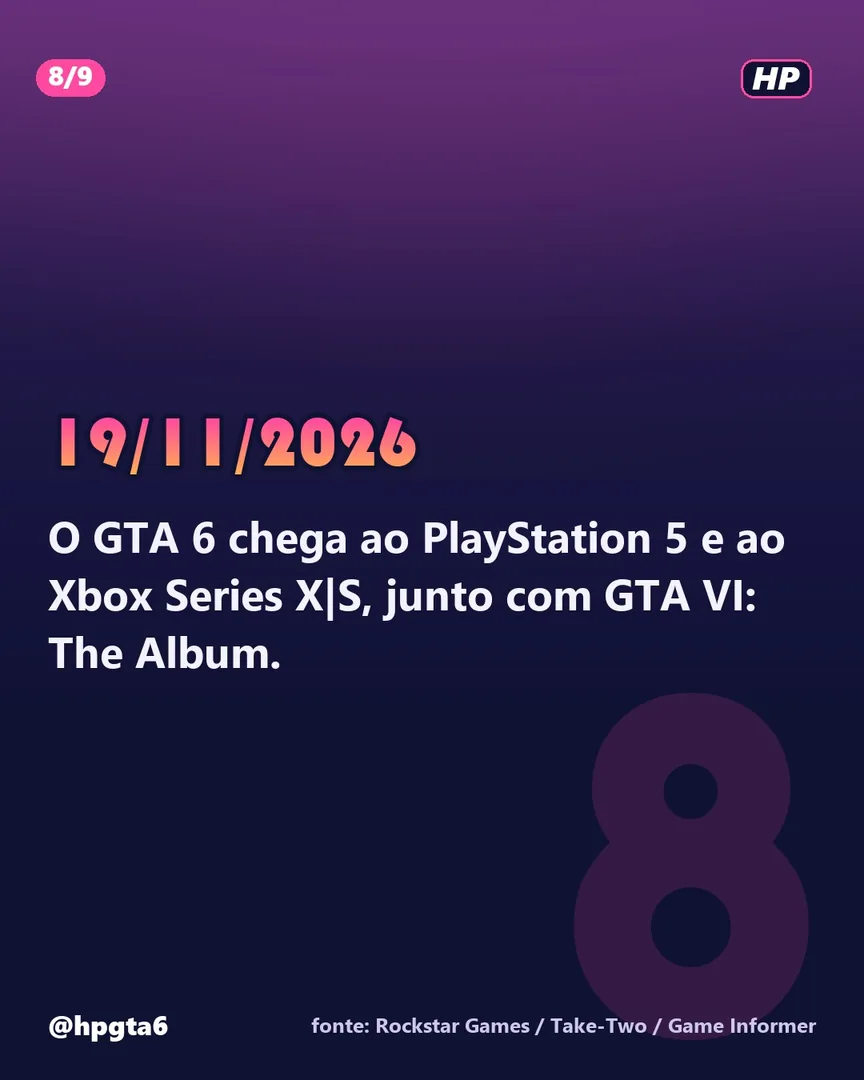 8/9
HP
19/11/2026
O GTA 6 chega ao PlayStation 5 e ao
Xbox Series X|S, junto com GTA VI:
The Album.
8
@hpgta6
fonte: Rockstar Games / Take-Two / Game Informer